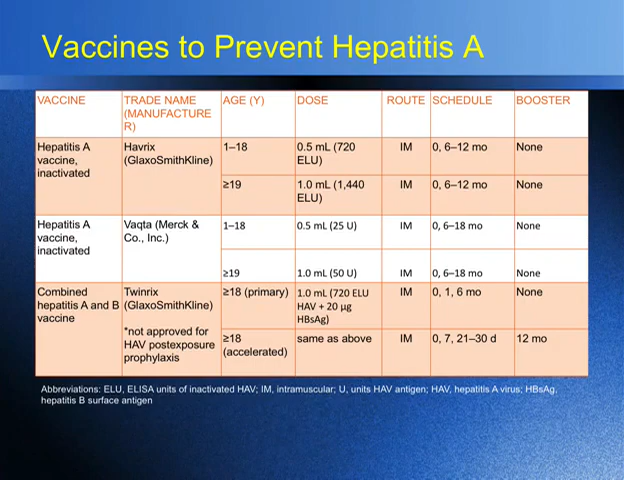 Vaccines to Prevent Hepatitis A
VACCINE TRADE NAME (MANUFACTURE R) AGE (Y) DOSE ROUTE SCHEDULE BOOSTER
Hepatitis A vaccine, inactivated Havrix (GlaxoSmithKline) 1–18 0.5 mL (720 ELU) IM 0, 6–12 mo None
≥19 1.0 mL (1,440 ELU) IM 0, 6–12 mo None
Hepatitis A vaccine, inactivated Vaqta (Merck & Co., Inc.) 1–18 0.5 mL (25 U) IM 0, 6–18 mo None
≥19 1.0 mL (50 U) IM 0, 6–18 mo None
Combined hepatitis A and B vaccine Twinrix (GlaxoSmithKline) ≥18 (primary) 1.0 mL (720 ELU HAV + 20 µg HBsAg) IM 0, 1, 6 mo None
*not approved for HAV postexposure prophylaxis ≥18 (accelerated) same as above IM 0, 7, 21–30 d 12 mo
Abbreviations: ELU, ELISA units of inactivated HAV; IM, intramuscular; U, units HAV antigen; HAV, hepatitis A virus; HBsAg,
hepatitis B surface antigen